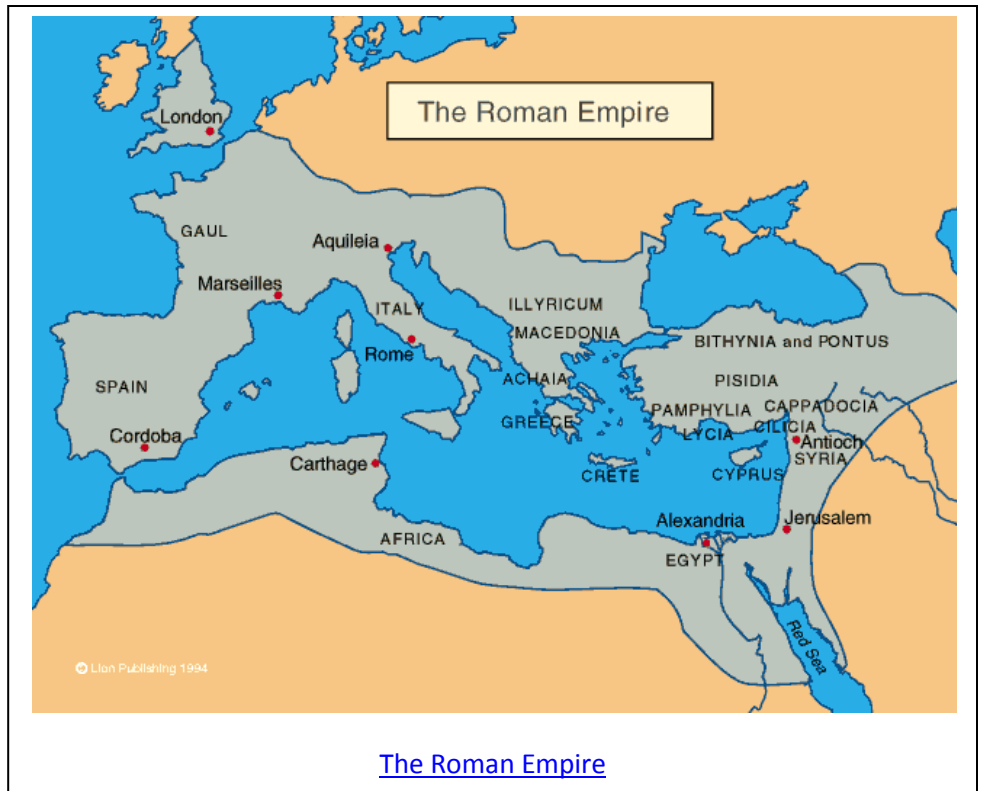 The Roman Empire
London
GAUL
Aquileia
Marseilles
ITALY
ILLYRICUM
MACEDONIA
Rome
BITHYNIA and PONTUS
SPAIN
ACHAIA
PISIDIA
GREECE
PAMPHYLIA
CAPPADOCIA
LYCIA
CILICIA
Cordoba
Antioch
Carthage
SYRIA
CRETE
CYPRUS
Alexandria
Jerusalem
AFRICA
EGYPT
Red Sea
© Lion Publishing 1994
The Roman Empire